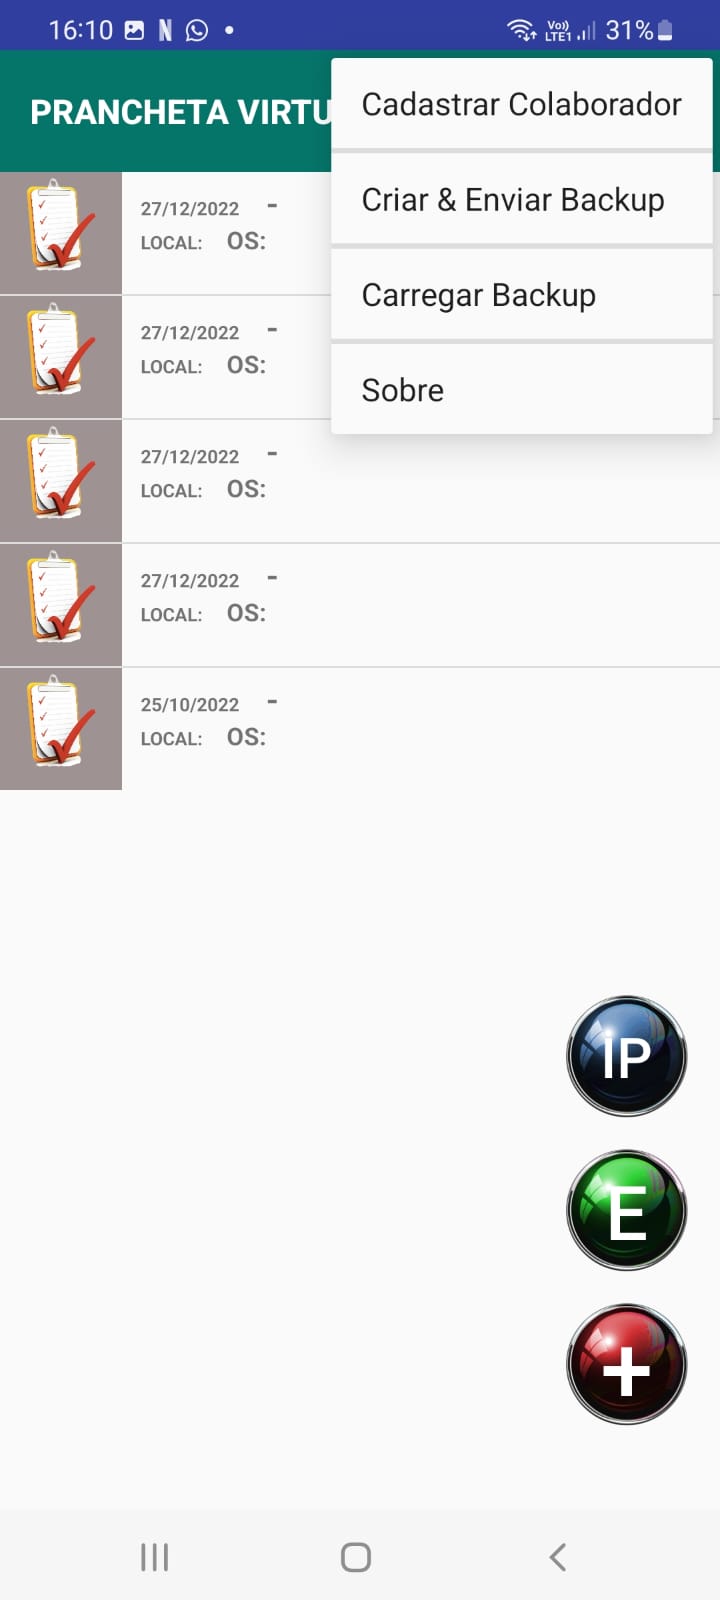 16:10 N Vo)) LTE1 31%
PRANCHETA VIRTU
Cadastrar Colaborador
Criar & Enviar Backup
Carregar Backup
Sobre
27/12/2022 -
LOCAL: OS:
27/12/2022 -
LOCAL: OS:
27/12/2022 -
LOCAL: OS:
27/12/2022 -
LOCAL: OS:
25/10/2022 -
LOCAL: OS:
IP
E
+